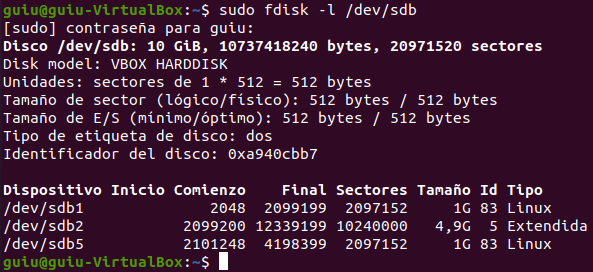 guiu@guiu-VirtualBox:~$ sudo fdisk -l /dev/sdb
[sudo] contraseña para guiu:
Disco /dev/sdb: 10 GiB, 10737418240 bytes, 20971520 sectores
Disk model: VBOX HARDDISK
Unidades: sectores de 1 * 512 = 512 bytes
Tamaño de sector (lógico/físico): 512 bytes / 512 bytes
Tamaño de E/S (mínimo/óptimo): 512 bytes / 512 bytes
Tipo de etiqueta de disco: dos
Identificador del disco: 0xa940cbb7

Dispositivo Inicio Comienzo    Final Sectores Tamaño Id Tipo
/dev/sdb1              2048  2099199  2097152     1G 83 Linux
/dev/sdb2           2099200 12339199 10240000   4,9G  5 Extendida
/dev/sdb5           2101248  4198399  2097152     1G 83 Linux
guiu@guiu-VirtualBox:~$